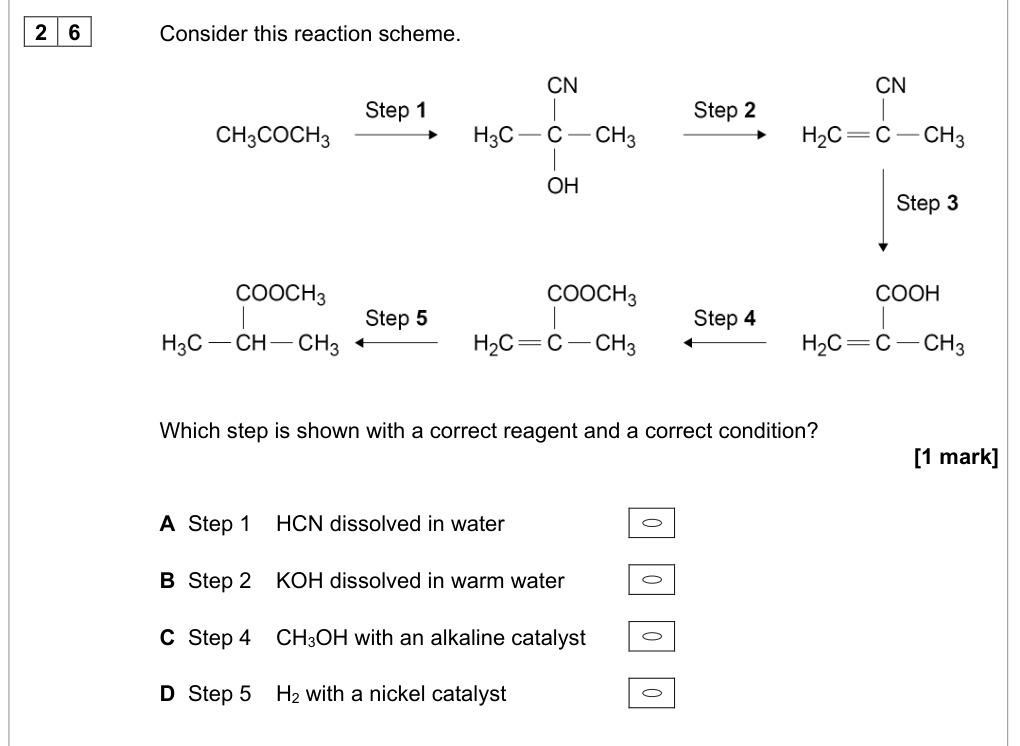 2 6 Consider this reaction scheme.
CN CN
Step 1 Step 2
CH₃COCH₃ H₃C — C — CH₃ H₂C = C — CH₃
OH
Step 3
COOCH₃ COOCH₃ COOH
Step 5 Step 4
H₃C — CH — CH₃ H₂C = C — CH₃ H₂C = C — CH₃
Which step is shown with a correct reagent and a correct condition?
[1 mark]
A Step 1 HCN dissolved in water
B Step 2 KOH dissolved in warm water
C Step 4 CH₃OH with an alkaline catalyst
D Step 5 H₂ with a nickel catalyst